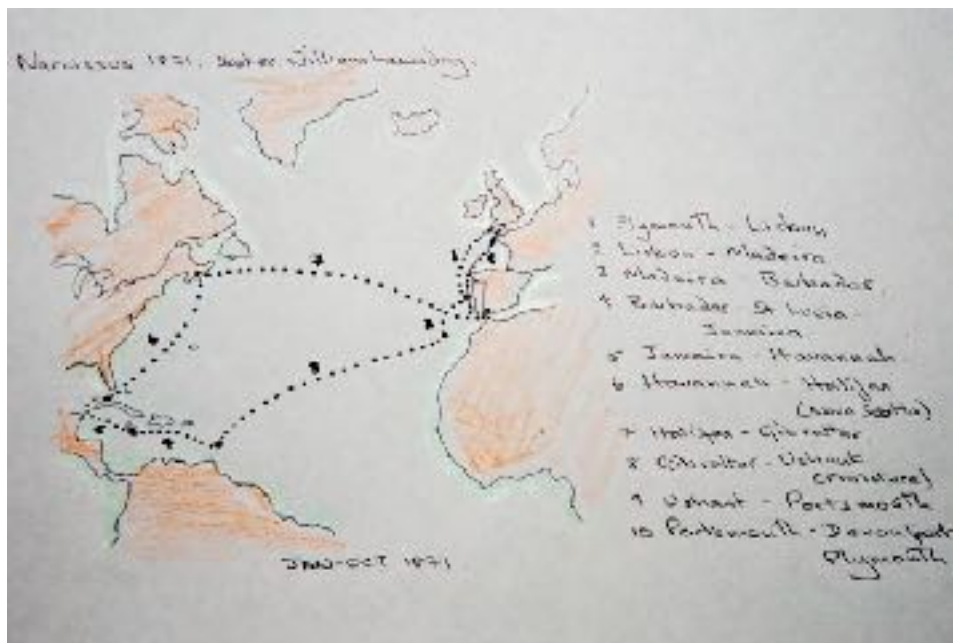 Narcissus 1871.
1 Plymouth - Lisbon
2 Lisbon - Madeira
3 Madeira Barbados
4 Barbados - St Lucia -
Jamaica
5 Jamaica Havannah
6 Havannah - Halifax
(Nova Scotia)
7 Halifax - Gibraltar
8 Gibraltar - Ushant
9 Ushant - Portsmouth
10 Portsmouth - Devonport
Plymouth
JAN-OCT 1871